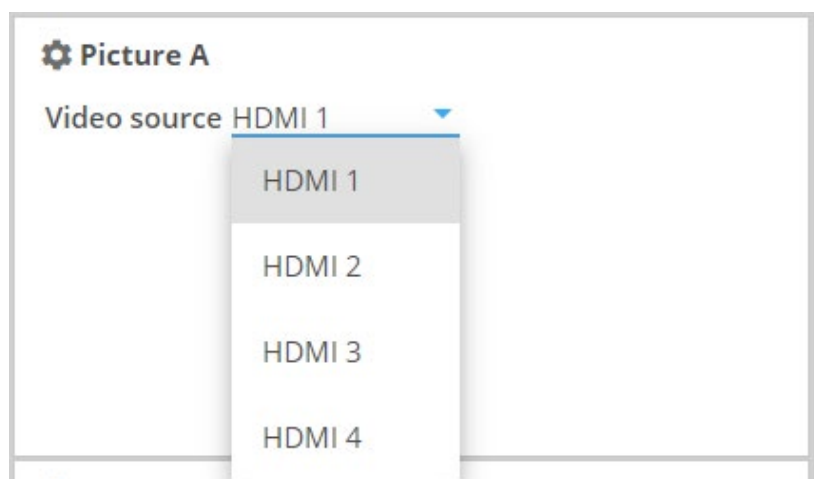 Picture A
Video source HDMI 1
HDMI 1
HDMI 2
HDMI 3
HDMI 4